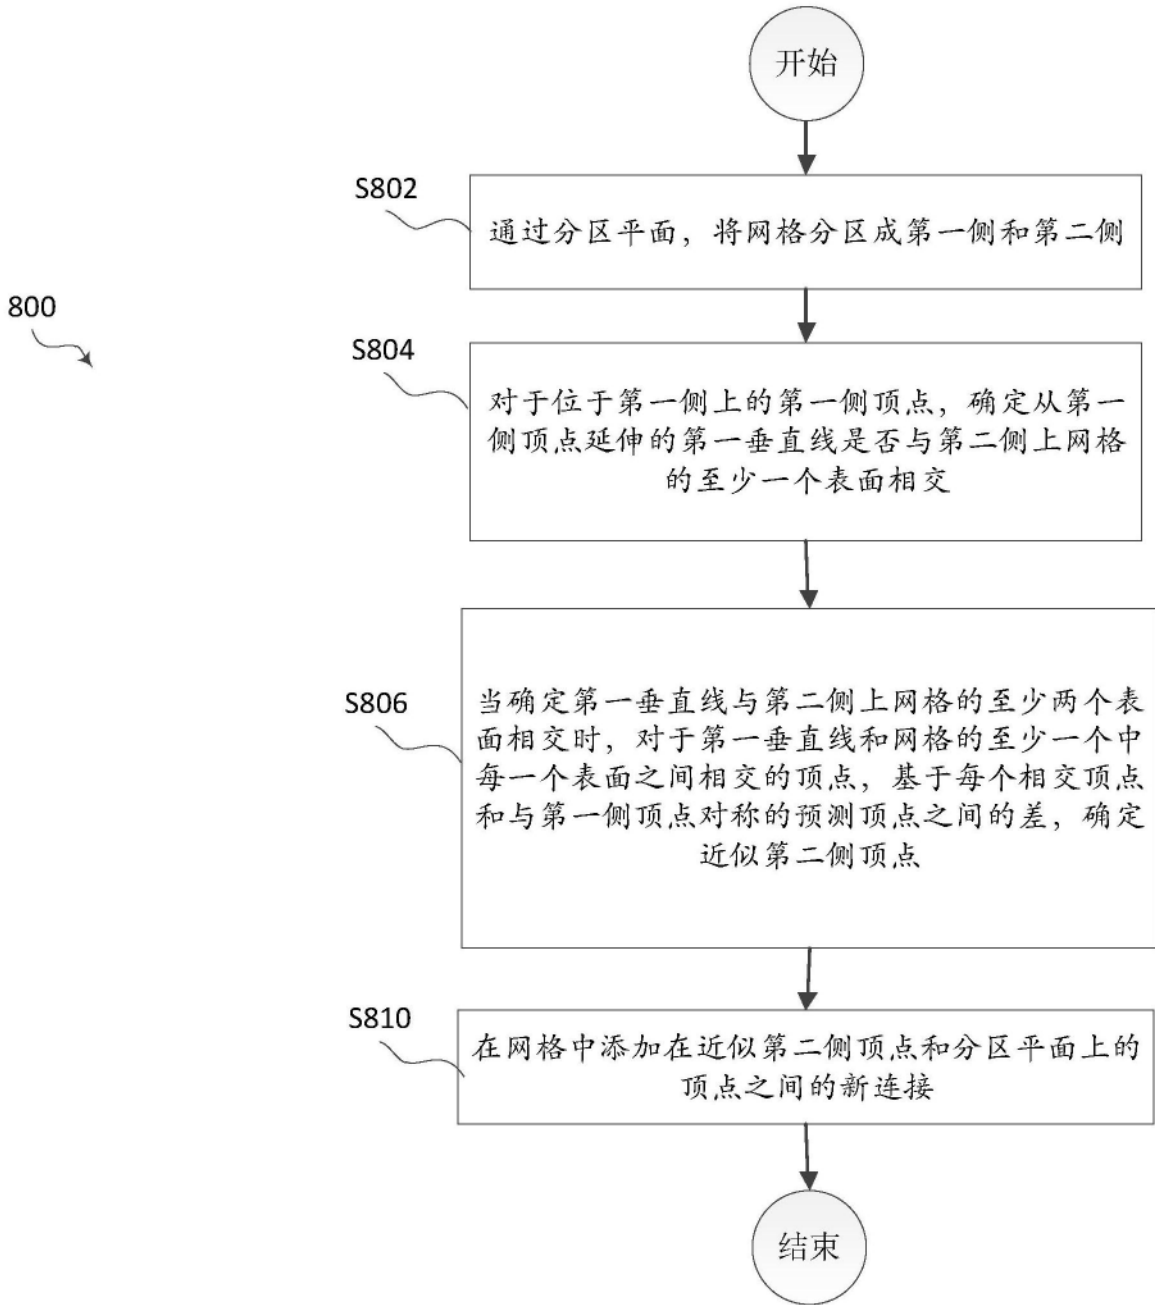 开始
S802
通过分区平面，将网格分区成第一侧和第二侧
800
S804
对于位于第一侧上的第一侧顶点，确定从第一
侧顶点延伸的第一垂直线是否与第二侧上网格
的至少一个表面相交
S806
当确定第一垂直线与第二侧上网格的至少两个表
面相交时，对于第一垂直线和网格的至少一个中
每一个表面之间相交的顶点，基于每个相交顶点
和与第一侧顶点对称的预测顶点之间的差，确定
近似第二侧顶点
S810
在网格中添加在近似第二侧顶点和分区平面上的
顶点之间的新连接
结束